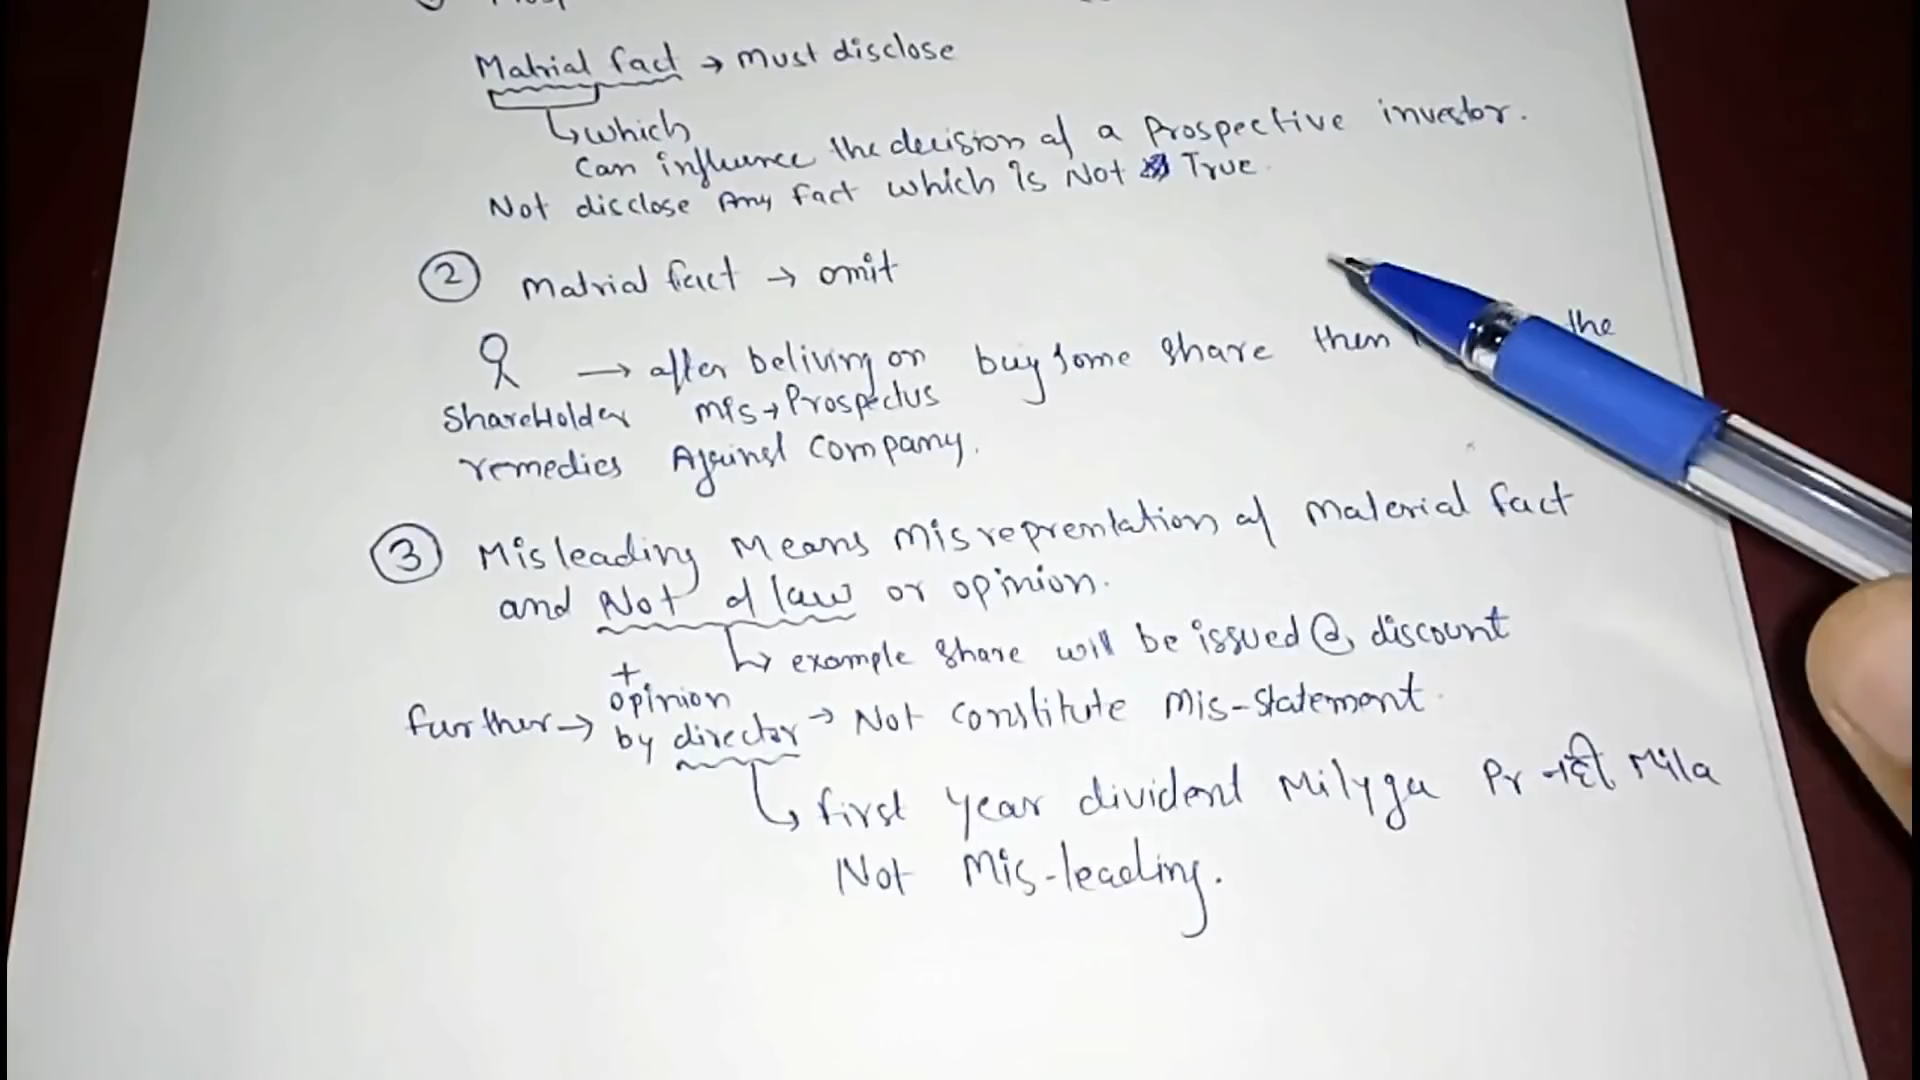 Matrial fact → must disclose
↳ which
can influence the decision of a Prospective investor.
Not disclose Any fact which is Not True.
② Matrial fact → omit
→ after beliving on buy some share then the
Shareholder mis → Prospectus
remedies Against company.
③ Misleading Means misreprentation of Material fact
and Not of law or opinion.
↳ example share will be issued @ discount
+
opinion
further → by director → Not constitute Mis-statement.
↳ first year divident Milyga Pr नही Mila
Not Mis-leading.